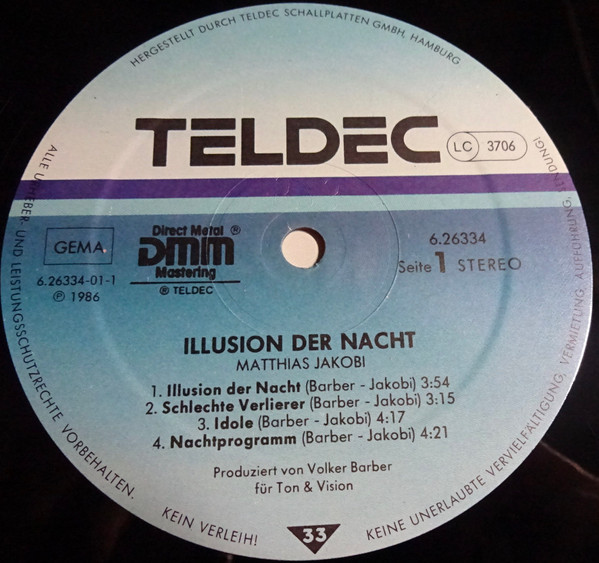 HERGESTELLT DURCH TELDEC SCHALLPLATTEN GMBH, HAMBURG
TELDEC
LC 3706
GEMA
6.26334-01-1
℗ 1986
Direct Metal ®
DMM
Mastering
® TELDEC
6.26334
Seite 1 STEREO
ILLUSION DER NACHT
MATTHIAS JAKOBI
1. Illusion der Nacht (Barber - Jakobi) 3:54
2. Schlechte Verlierer (Barber - Jakobi) 3:15
3. Idole (Barber - Jakobi) 4:17
4. Nachtprogramm (Barber - Jakobi) 4:21
Produziert von Volker Barber
für Ton & Vision
33
ALLE URHEBER- UND LEISTUNGSSCHUTZRECHTE VORBEHALTEN. KEIN VERLEIH! KEINE UNERLAUBTE VERVIELFÄLTIGUNG, VERMIETUNG, AUFFÜHRUNG, SENDUNG!